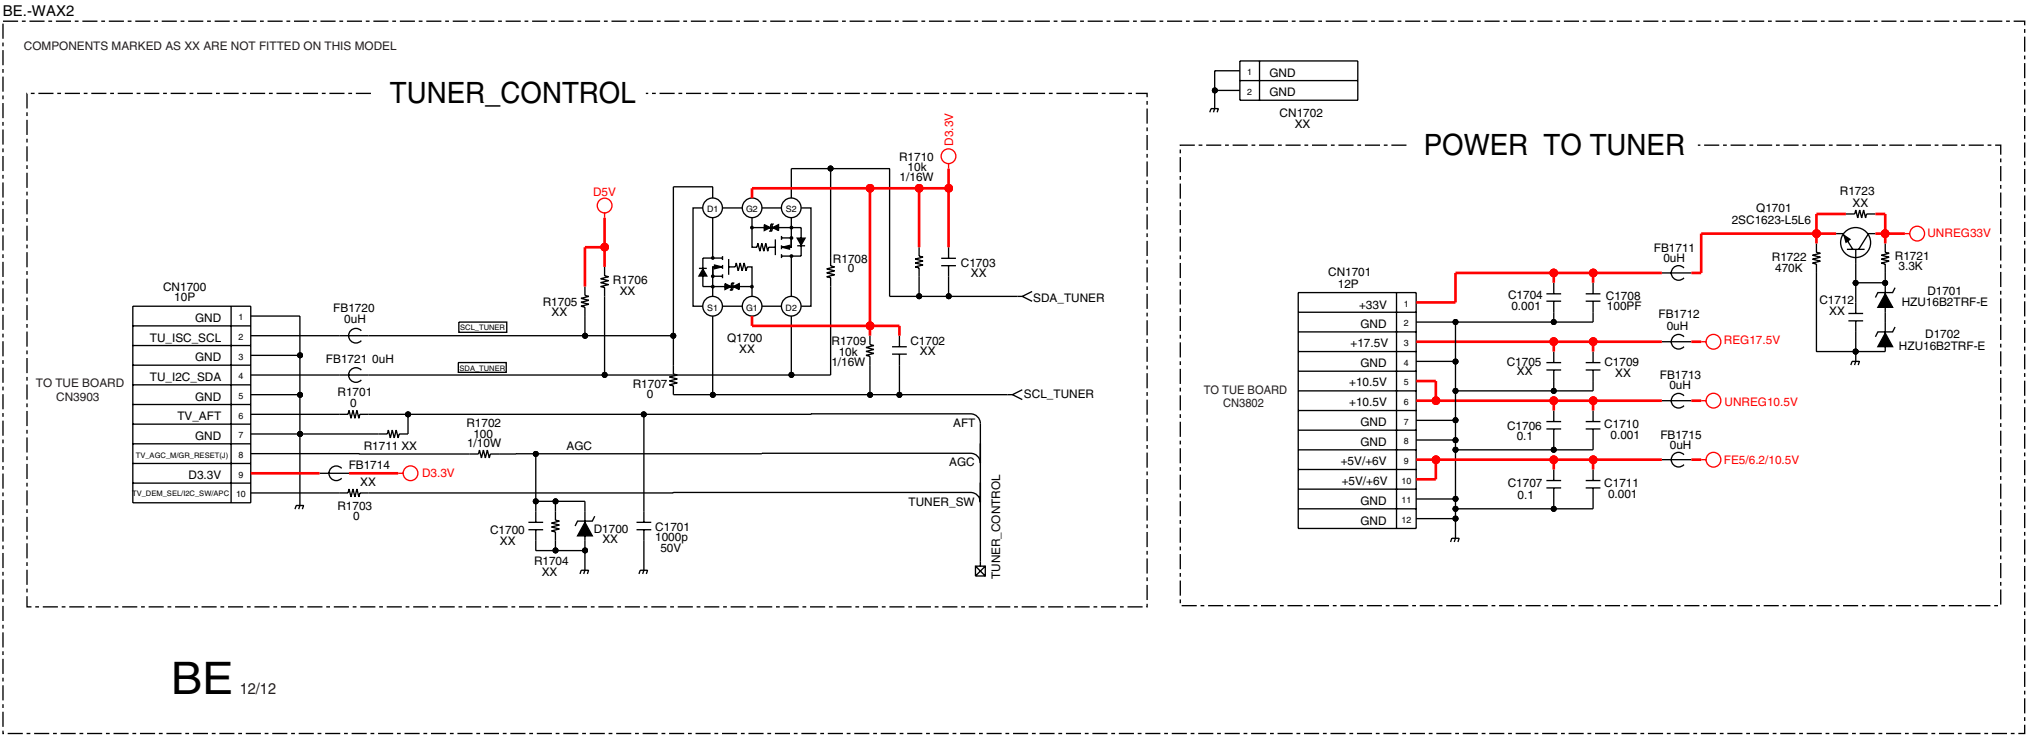 BE.-WAX2
COMPONENTS MARKED AS XX ARE NOT FITTED ON THIS MODEL
TUNER_CONTROL
TO TUE BOARD
CN3903
CN1700
10P
GND 1
TU_ISC_SCL 2
GND 3
TU_I2C_SDA 4
GND 5
TV_AFT 6
GND 7
TV_AGC_M/GR_RESET(J) 8
D3.3V 9
TV_DEM_SEL/I2C_SW/APC 10
FB1720
0uH
FB1721 0uH
R1701
0
R1711 XX
FB1714
XX
D3.3V
R1703
0
SCL_TUNER
SDA_TUNER
R1702
100
1/10W
AGC
C1700
XX
R1704
XX
D1700
XX
C1701
1000p
50V
D5V
R1705
XX
R1706
XX
R1707
0
D1
G2
S2
S1
G1
D2
Q1700
XX
R1708
0
R1709
10k
1/16W
R1710
10k
1/16W
D3.3V
C1703
XX
C1702
XX
SDA_TUNER
SCL_TUNER
AFT
AGC
TUNER_SW
TUNER_CONTROL
1 GND
2 GND
CN1702
XX
POWER TO TUNER
TO TUE BOARD
CN3802
CN1701
12P
+33V 1
GND 2
+17.5V 3
GND 4
+10.5V 5
+10.5V 6
GND 7
GND 8
+5V/+6V 9
+5V/+6V 10
GND 11
GND 12
C1704
0.001
C1708
100PF
C1705
XX
C1709
XX
C1706
0.1
C1710
0.001
C1707
0.1
C1711
0.001
FB1711
0uH
FB1712
0uH
REG17.5V
FB1713
0uH
UNREG10.5V
FB1715
0uH
FE5/6.2/10.5V
Q1701
2SC1623-L5L6
R1723
XX
UNREG33V
R1722
470K
R1721
3.3K
C1712
XX
D1701
HZU16B2TRF-E
D1702
HZU16B2TRF-E
BE 12/12